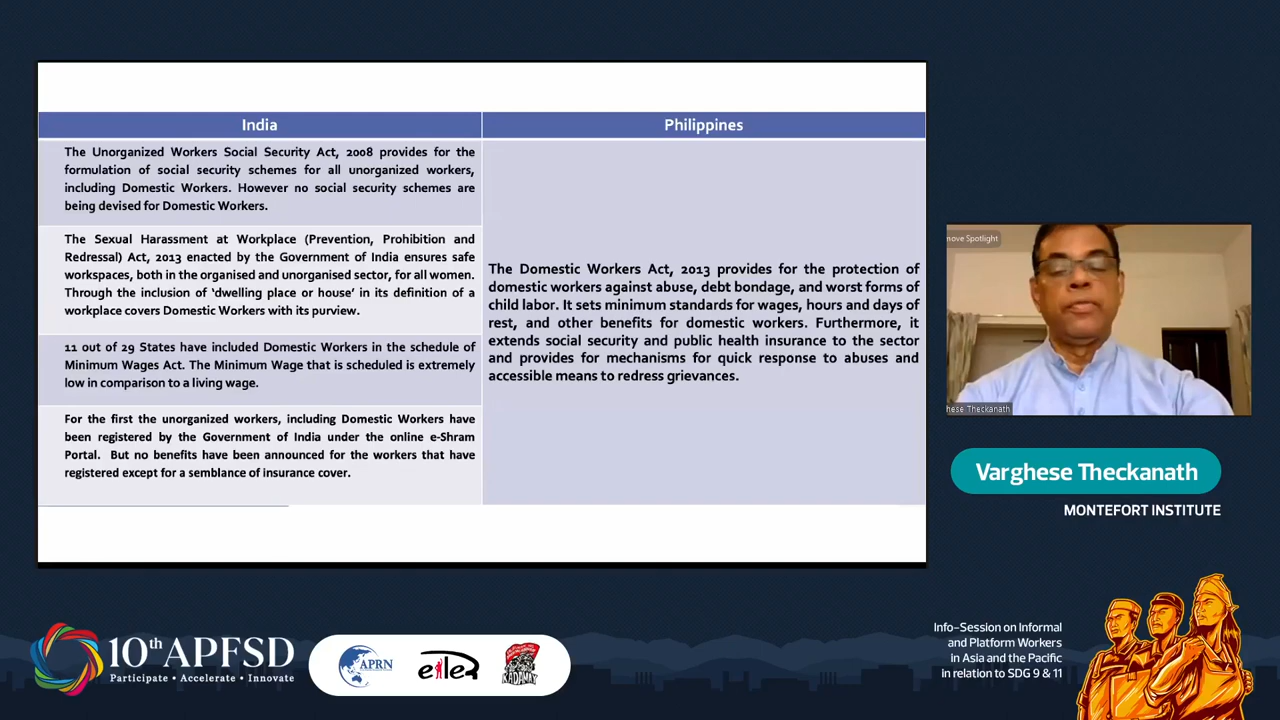 India
Philippines
The Unorganized Workers Social Security Act, 2008 provides for the
formulation of social security schemes for all unorganized workers,
including Domestic Workers. However no social security schemes are
being devised for Domestic Workers.
The Sexual Harassment at Workplace (Prevention, Prohibition and
Redressal) Act, 2013 enacted by the Government of India ensures safe
workspaces, both in the organised and unorganised sector, for all women.
Through the inclusion of ‘dwelling place or house’ in its definition of a
workplace covers Domestic Workers with its purview.
11 out of 29 States have included Domestic Workers in the schedule of
Minimum Wages Act. The Minimum Wage that is scheduled is extremely
low in comparison to a living wage.
For the first the unorganized workers, including Domestic Workers have
been registered by the Government of India under the online e-Shram
Portal. But no benefits have been announced for the workers that have
registered except for a semblance of insurance cover.
The Domestic Workers Act, 2013 provides for the protection of
domestic workers against abuse, debt bondage, and worst forms of
child labor. It sets minimum standards for wages, hours and days of
rest, and other benefits for domestic workers. Furthermore, it
extends social security and public health insurance to the sector
and provides for mechanisms for quick response to abuses and
accessible means to redress grievances.
move Spotlight
hese Theckanath
Varghese Theckanath
MONTEFORT INSTITUTE
10th APFSD
Participate • Accelerate • Innovate
APRN
eiler
KADAMAY
Info-Session on Informal
and Platform Workers
in Asia and the Pacific
in relation to SDG 9 & 11